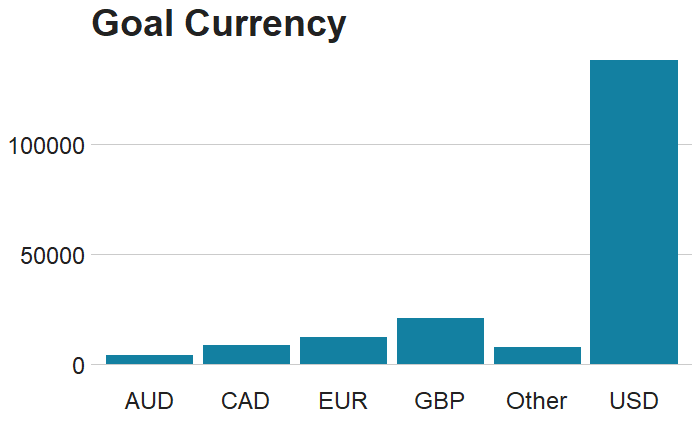 Goal Currency
100000
50000
0
AUD CAD EUR GBP Other USD